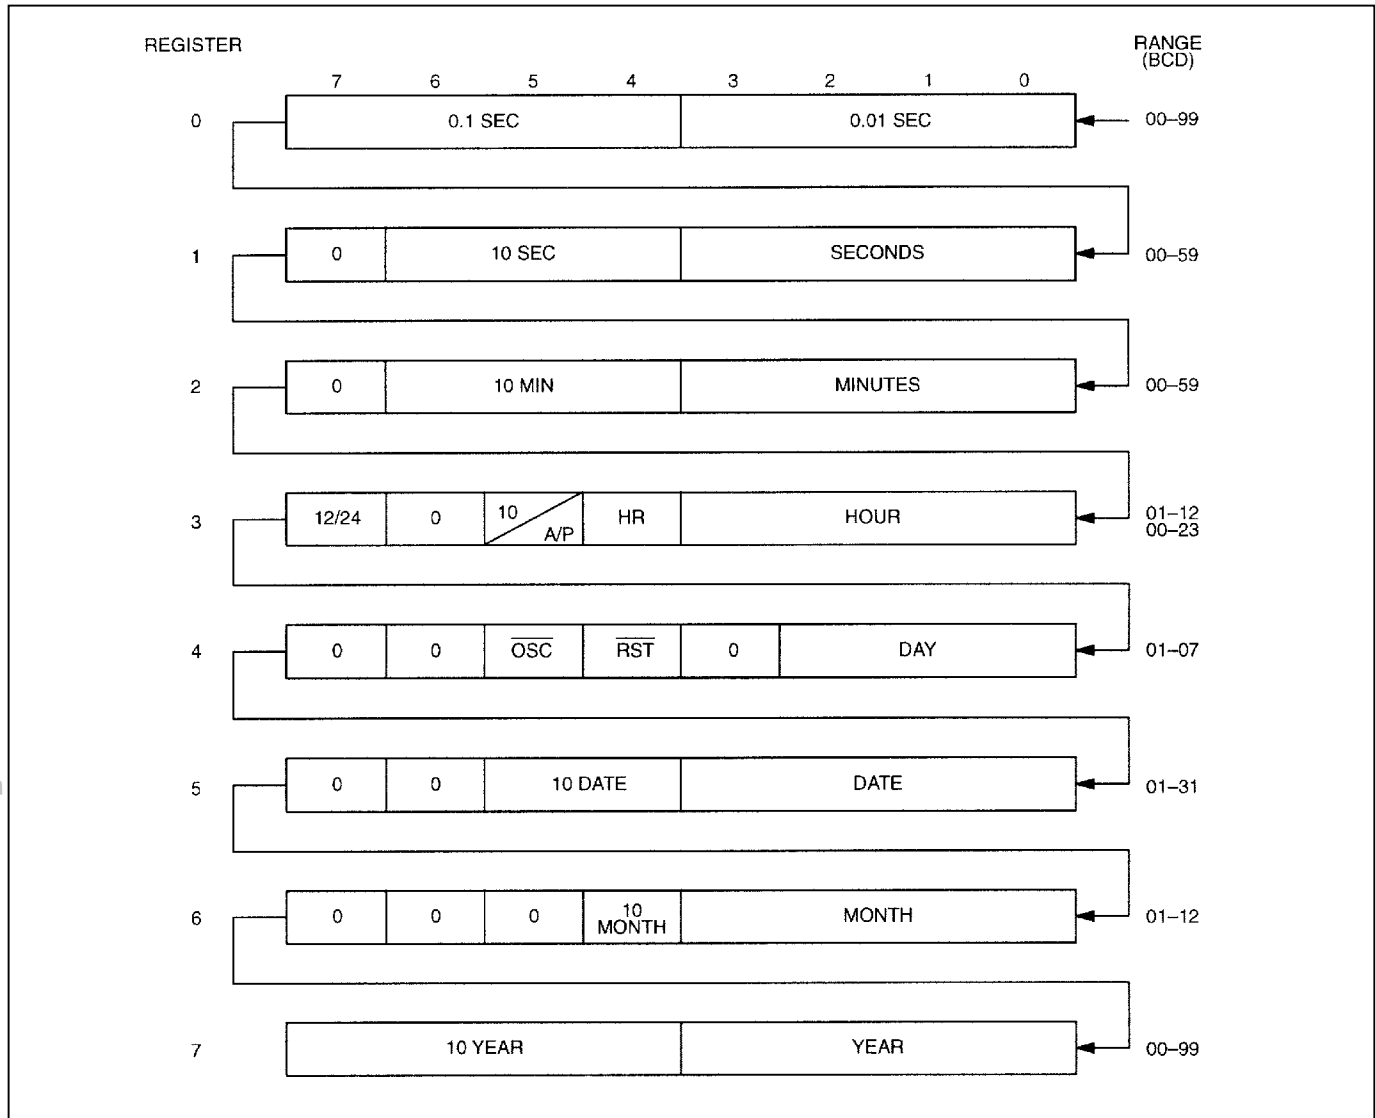 REGISTER
RANGE
(BCD)
7 6 5 4 3 2 1 0
0 0.1 SEC 0.01 SEC 00–99
1 0 10 SEC SECONDS 00–59
2 0 10 MIN MINUTES 00–59
3 12/24 0 10 A/P HR HOUR 01–12
00–23
4 0 0 OSC RST 0 DAY 01–07
5 0 0 10 DATE DATE 01–31
6 0 0 0 10 MONTH MONTH 01–12
7 10 YEAR YEAR 00–99